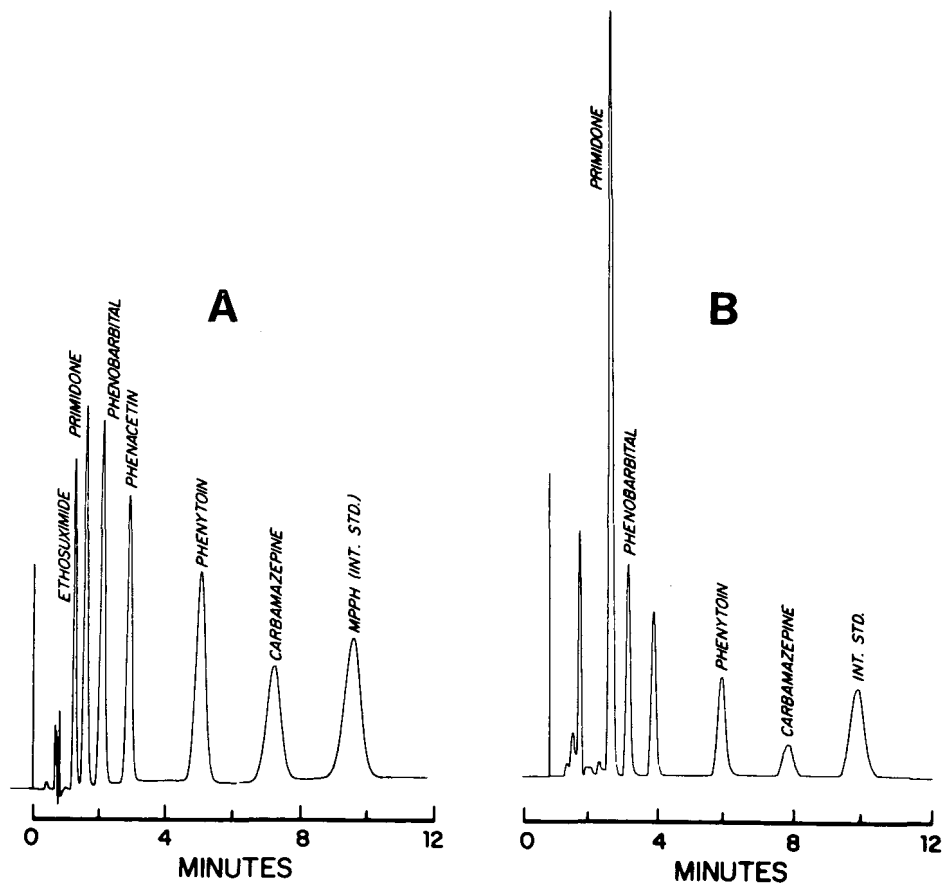 A
ETHOSUXIMIDE
PRIMIDONE
PHENOBARBITAL
PHENACETIN
PHENYTOIN
CARBAMAZEPINE
MPPH (INT. STD.)
0 4 8 12
MINUTES
B
PRIMIDONE
PHENOBARBITAL
PHENYTOIN
CARBAMAZEPINE
INT. STD.
0 4 8 12
MINUTES